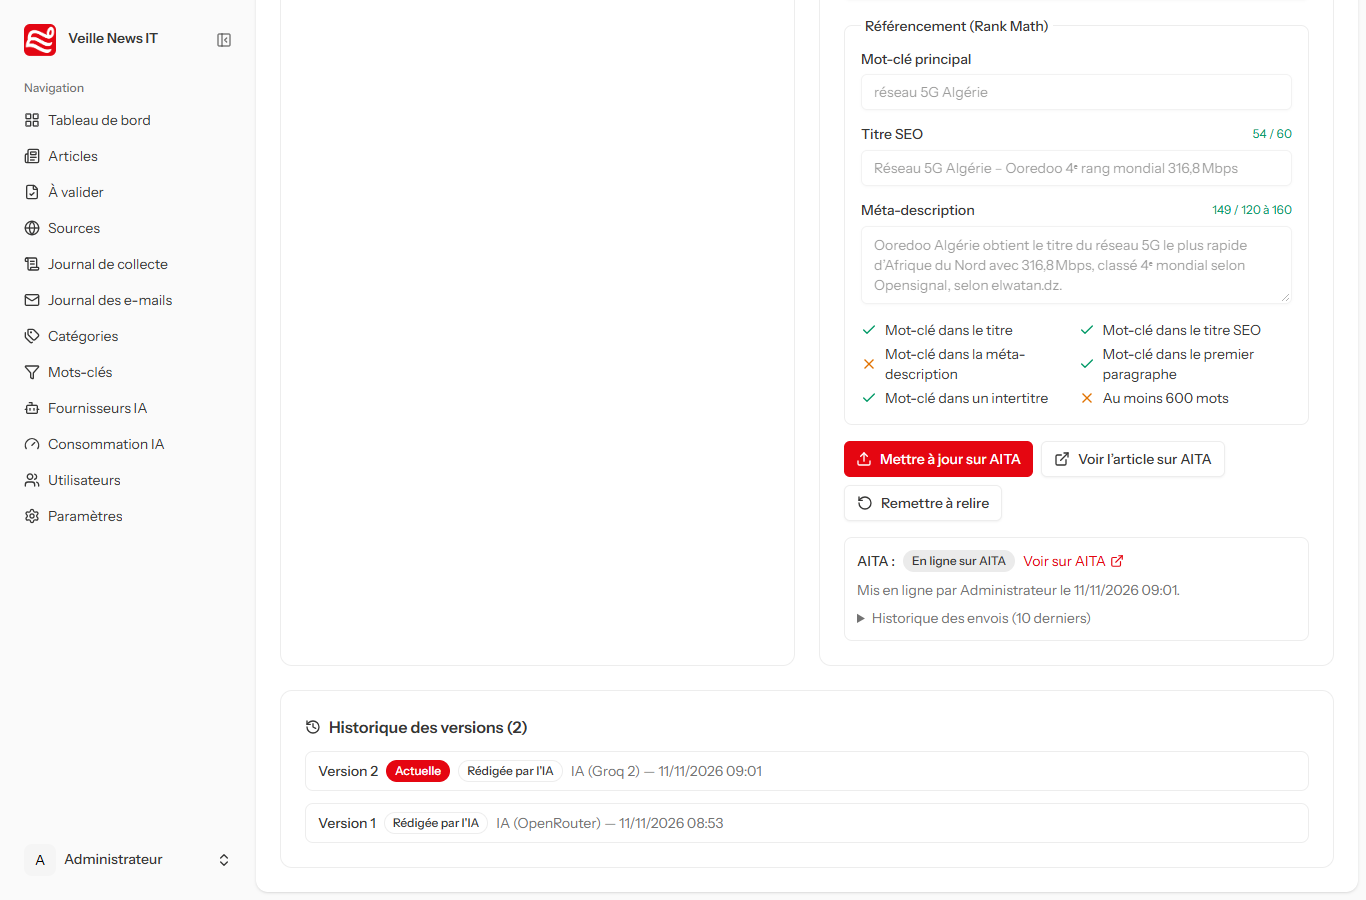 Veille News IT
Navigation
Tableau de bord
Articles
À valider
Sources
Journal de collecte
Journal des e-mails
Catégories
Mots-clés
Fournisseurs IA
Consommation IA
Utilisateurs
Paramètres
A Administrateur
Référencement (Rank Math)
Mot-clé principal
réseau 5G Algérie
Titre SEO 54 / 60
Réseau 5G Algérie – Ooredoo 4ᵉ rang mondial 316,8 Mbps
Méta-description 149 / 120 à 160
Ooredoo Algérie obtient le titre du réseau 5G le plus rapide
d’Afrique du Nord avec 316,8 Mbps, classé 4ᵉ mondial selon
Opensignal, selon elwatan.dz.
Mot-clé dans le titre
Mot-clé dans le titre SEO
Mot-clé dans la méta-
description
Mot-clé dans le premier
paragraphe
Mot-clé dans un intertitre
Au moins 600 mots
Mettre à jour sur AITA
Voir l’article sur AITA
Remettre à relire
AITA : En ligne sur AITA Voir sur AITA
Mis en ligne par Administrateur le 11/11/2026 09:01.
Historique des envois (10 derniers)
Historique des versions (2)
Version 2 Actuelle Rédigée par l'IA IA (Groq 2) — 11/11/2026 09:01
Version 1 Rédigée par l'IA IA (OpenRouter) — 11/11/2026 08:53